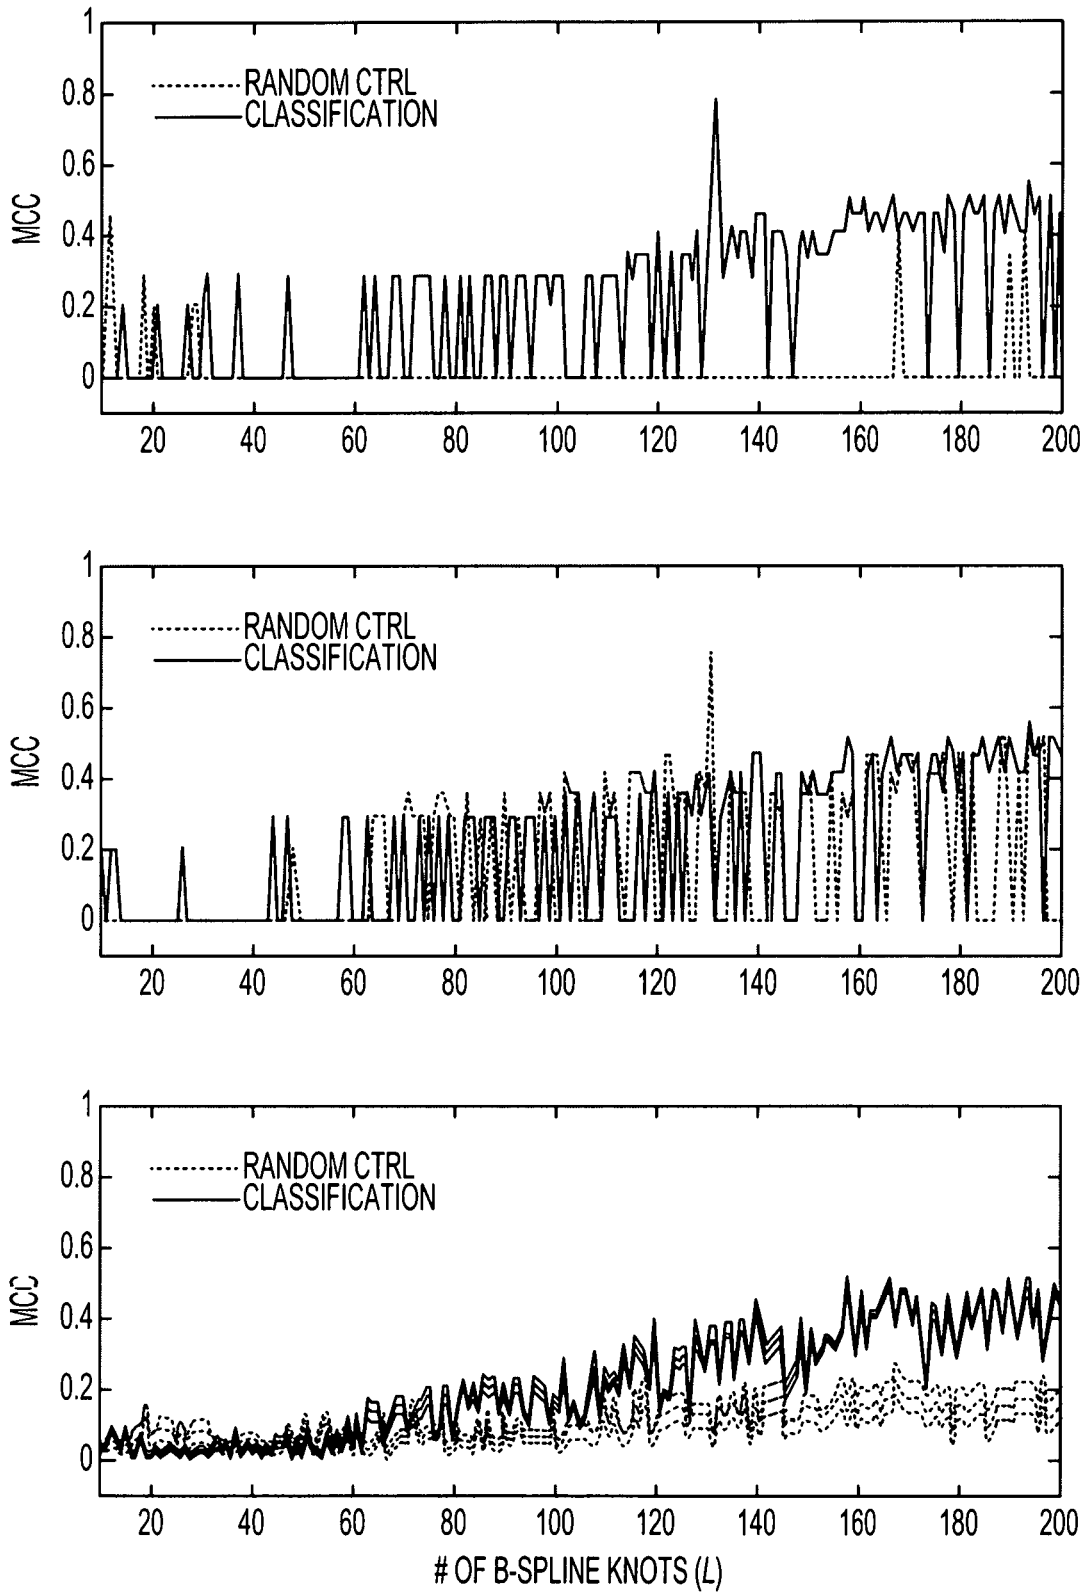 1
0.8
0.6
0.4
0.2
0
MCC
RANDOM CTRL
CLASSIFICATION
20 40 60 80 100 120 140 160 180 200
1
0.8
0.6
0.4
0.2
0
MCC
RANDOM CTRL
CLASSIFICATION
20 40 60 80 100 120 140 160 180 200
1
0.8
0.6
0.4
0.2
0
MCC
RANDOM CTRL
CLASSIFICATION
20 40 60 80 100 120 140 160 180 200
# OF B-SPLINE KNOTS (L)